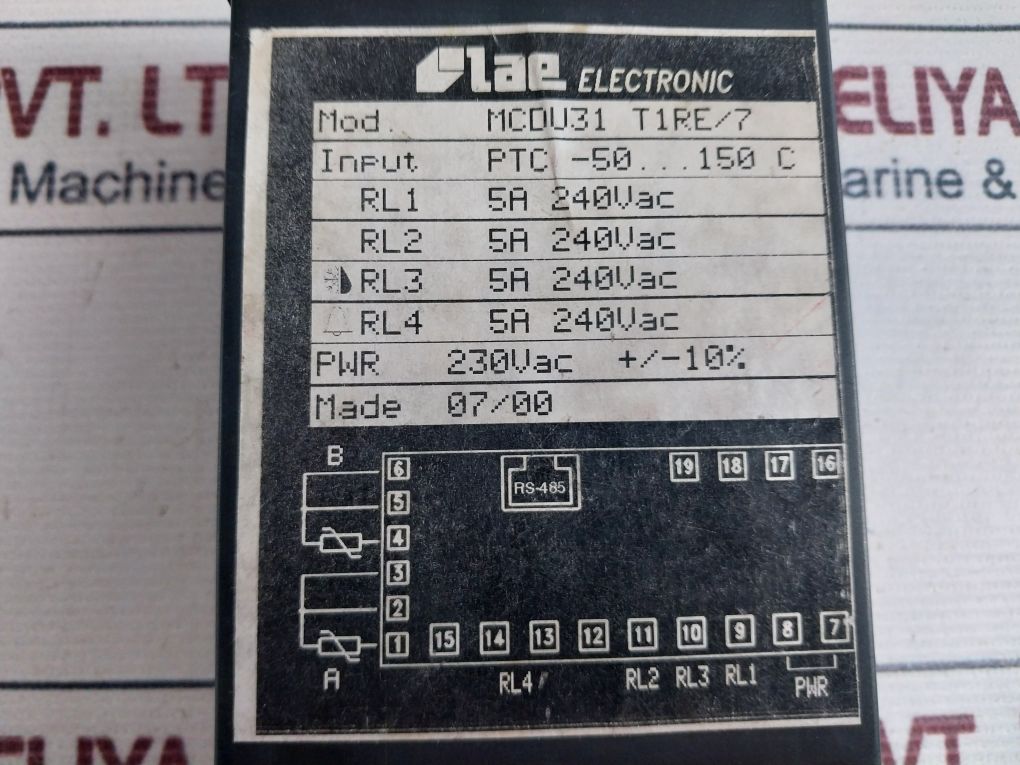 lae ELECTRONIC
Mod. MCDU31 T1RE/7
Input PTC -50...150 C
RL1 5A 240Vac
RL2 5A 240Vac
RL3 5A 240Vac
RL4 5A 240Vac
PWR 230Vac +/-10%
Made 07/00
B
6
5
4
3
2
1
A
RS-485
19 18 17 16
15 14 13 12 11 10 9 8 7
RL4 RL2 RL3 RL1 PWR
VT. LT
ELIYA
Machine
arine &
ELIYA
VT.